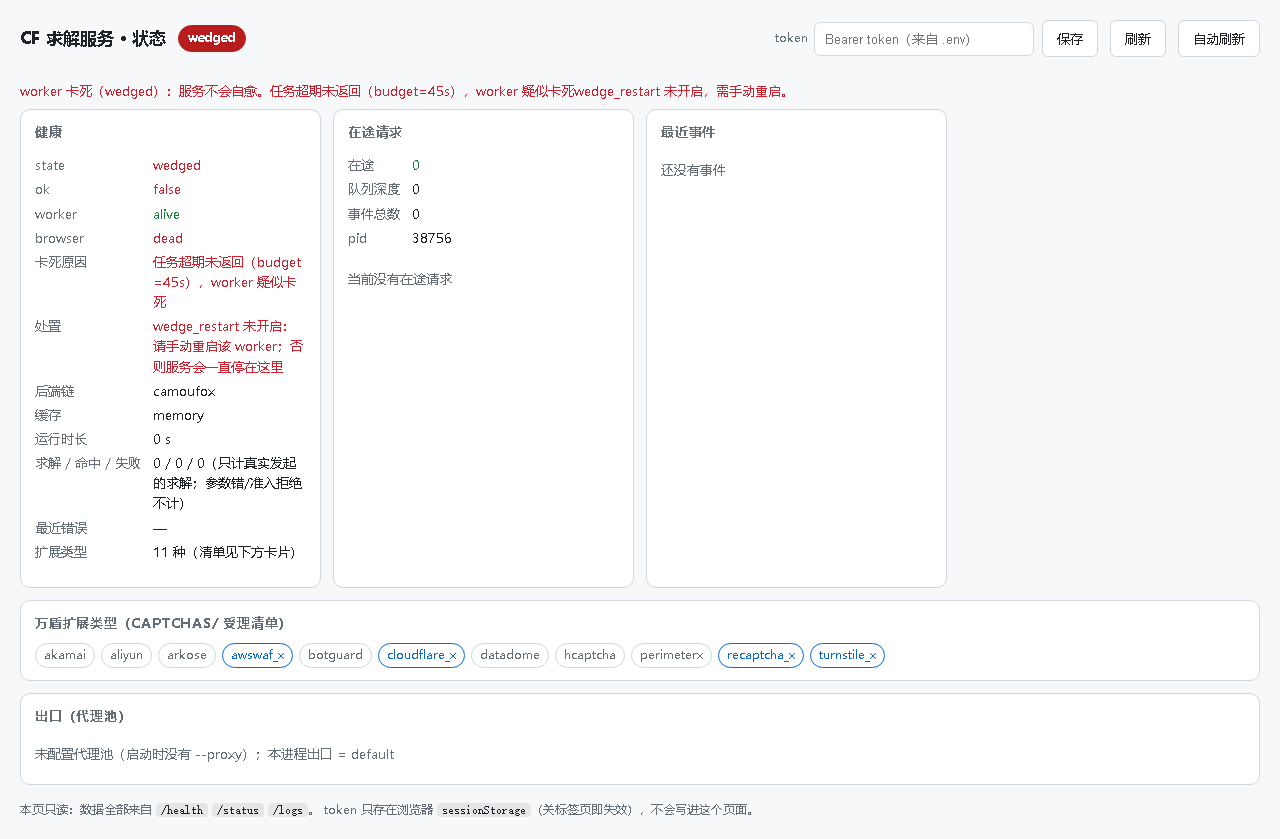 CF 求解服务 · 状态 wedged token Bearer token（来自 .env） 保存 刷新 自动刷新
worker 卡死（wedged）：服务不会自愈。任务超期未返回（budget=45s），worker 疑似卡死wedge_restart 未开启，需手动重启。
健康
state wedged
ok false
worker alive
browser dead
卡死原因 任务超期未返回（budget
=45s），worker 疑似卡
死
处置 wedge_restart 未开启：
请手动重启该 worker；否
则服务会一直停在这里
后端链 camoufox
缓存 memory
运行时长 0 s
求解 / 命中 / 失败 0 / 0 / 0（只计真实发起
的求解；参数错/准入拒绝
不计）
最近错误 —
扩展类型 11 种（清单见下方卡片）
在途请求
在途 0
队列深度 0
事件总数 0
pid 38756
当前没有在途请求
最近事件
还没有事件
万盾扩展类型（CAPTCHAS/ 受理清单）
akamai aliyun arkose awswaf_× botguard cloudflare_× datadome hcaptcha perimeterx recaptcha_× turnstile_×
出口（代理池）
未配置代理池（启动时没有 --proxy）；本进程出口 = default
本页只读：数据全部来自 /health /status /logs 。 token 只存在浏览器 sessionStorage （关标签页即失效），不会写进这个页面。